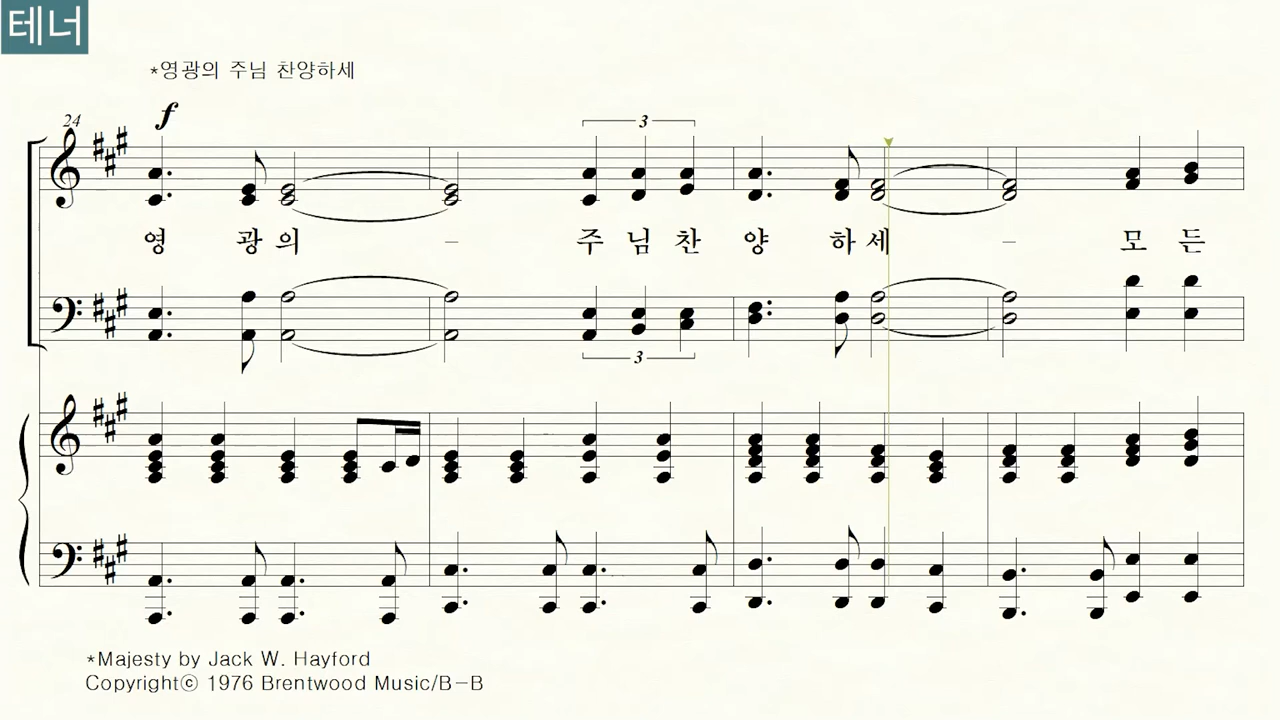 테너
*영광의 주님 찬양하세
24
f
3
영 광의 – 주 님 찬 양 하 세 – 모 든
3
*Majesty by Jack W. Hayford
Copyrightⓒ 1976 Brentwood Music/B-B